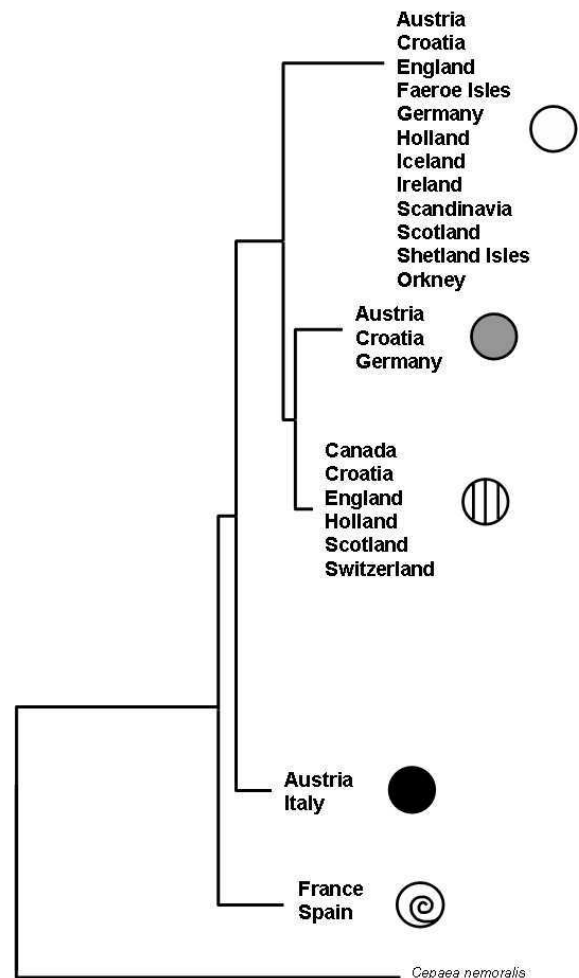 Austria
Croatia
England
Faeroe Isles
Germany
Holland
Iceland
Ireland
Scandinavia
Scotland
Shetland Isles
Orkney
Austria
Croatia
Germany
Canada
Croatia
England
Holland
Scotland
Switzerland
Austria
Italy
France
Spain
Cepaea nemoralis